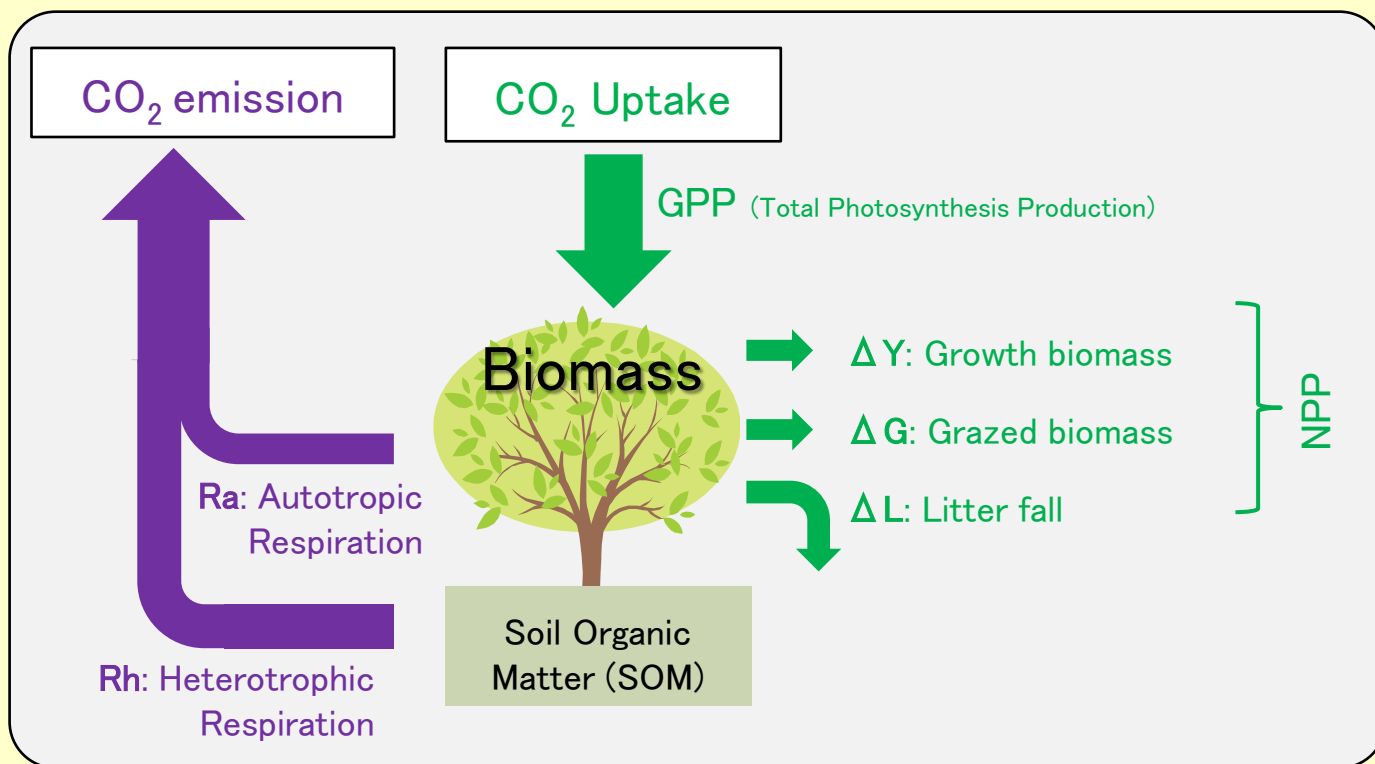 CO₂ emission
CO₂ Uptake
GPP (Total Photosynthesis Production)
Biomass
ΔY: Growth biomass
ΔG: Grazed biomass
ΔL: Litter fall
NPP
Ra: Autotropic
Respiration
Soil Organic
Matter (SOM)
Rh: Heterotrophic
Respiration